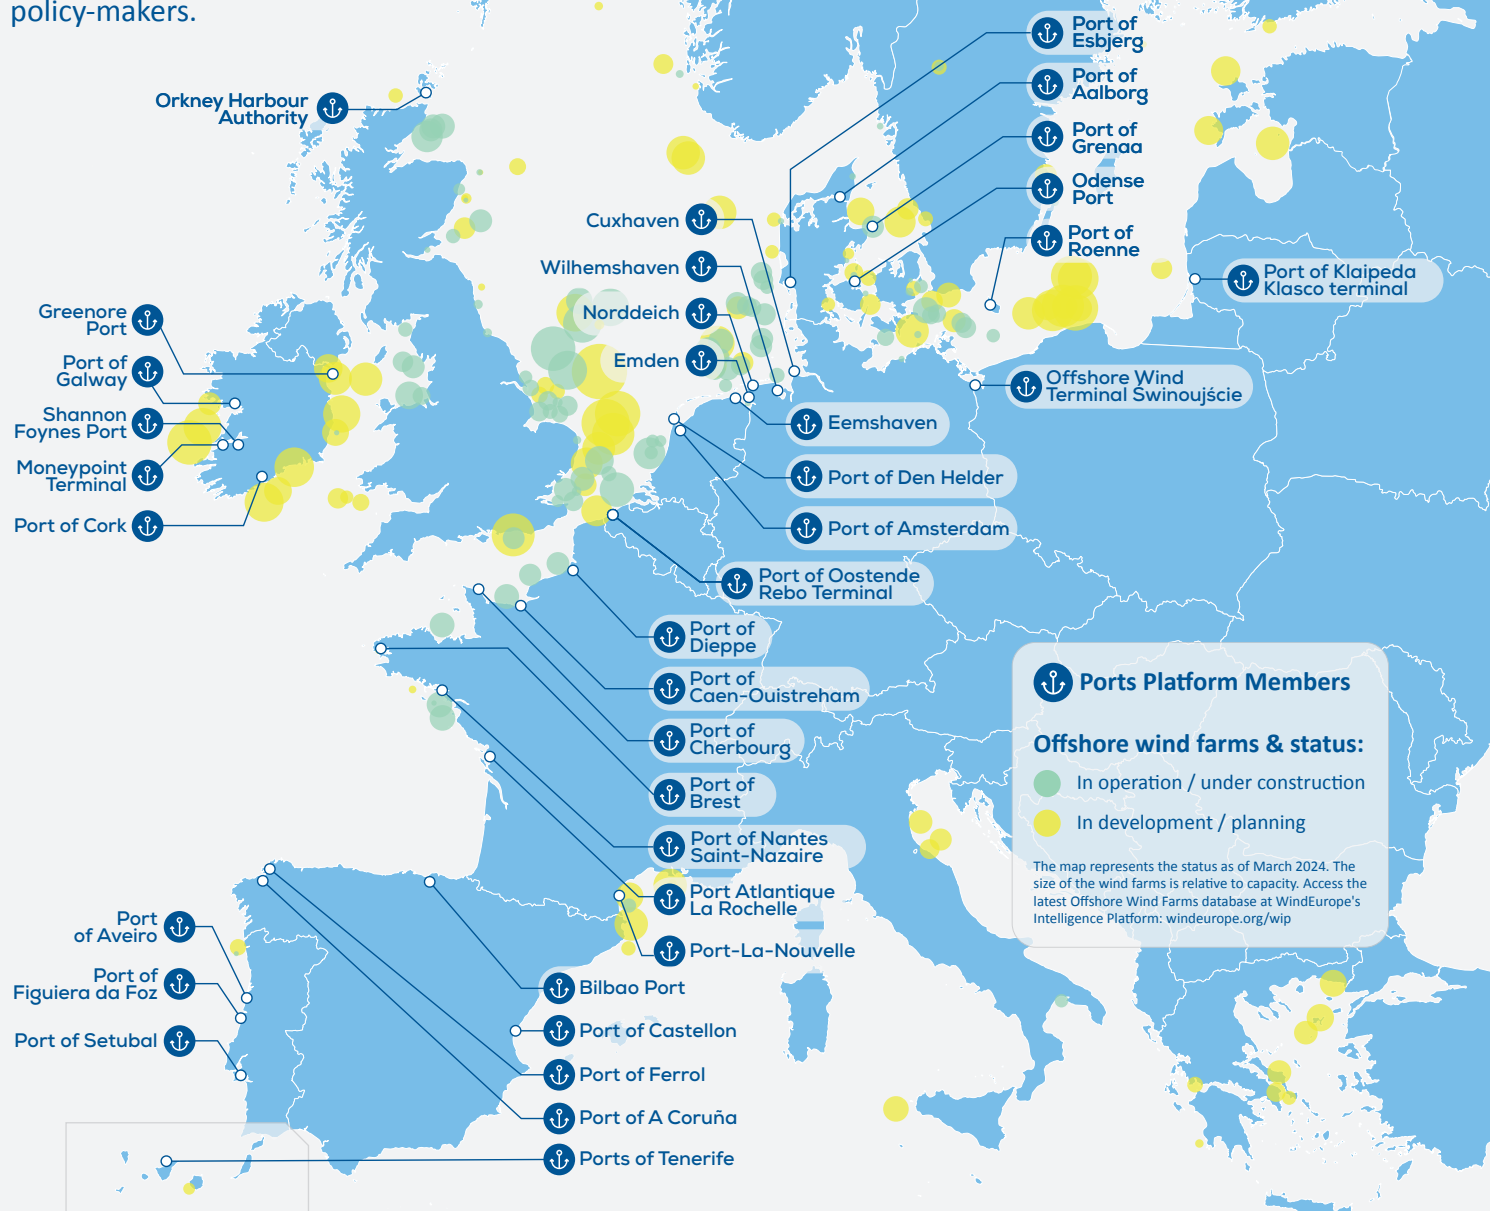 policy-makers.
Orkney Harbour
Authority
Greenore
Port
Port of
Galway
Shannon
Foynes Port
Moneypoint
Terminal
Port of Cork
Cuxhaven
Wilhemshaven
Norddeich
Emden
Port of
Esbjerg
Port of
Aalborg
Port of
Grenaa
Odense
Port
Port of
Roenne
Port of Klaipeda
Klasco terminal
Offshore Wind
Terminal Świnoujście
Eemshaven
Port of Den Helder
Port of Amsterdam
Port of Oostende
Rebo Terminal
Port of
Dieppe
Port of
Caen-Ouistreham
Port of
Cherbourg
Port of
Brest
Port of Nantes
Saint-Nazaire
Port Atlantique
La Rochelle
Port-La-Nouvelle
Bilbao Port
Port of Castellon
Port of Ferrol
Port of A Coruña
Ports of Tenerife
Port
of Aveiro
Port of
Figuiera da Foz
Port of Setubal
Ports Platform Members
Offshore wind farms & status:
In operation / under construction
In development / planning
The map represents the status as of March 2024. The
size of the wind farms is relative to capacity. Access the
latest Offshore Wind Farms database at WindEurope's
Intelligence Platform: windeurope.org/wip